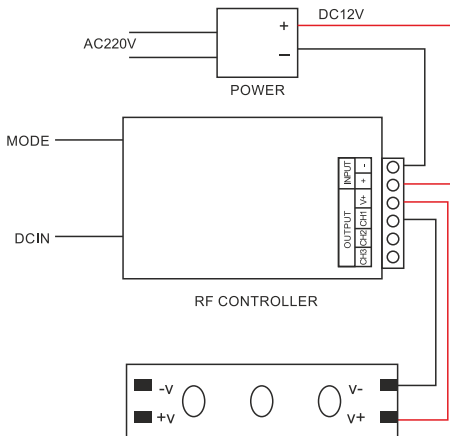 DC12V
+
AC220V
−
POWER
MODE
INPUT
-
+
OUTPUT
V+
CH1
CH2
CH3
DCIN
RF CONTROLLER
-V
V-
+V
V+